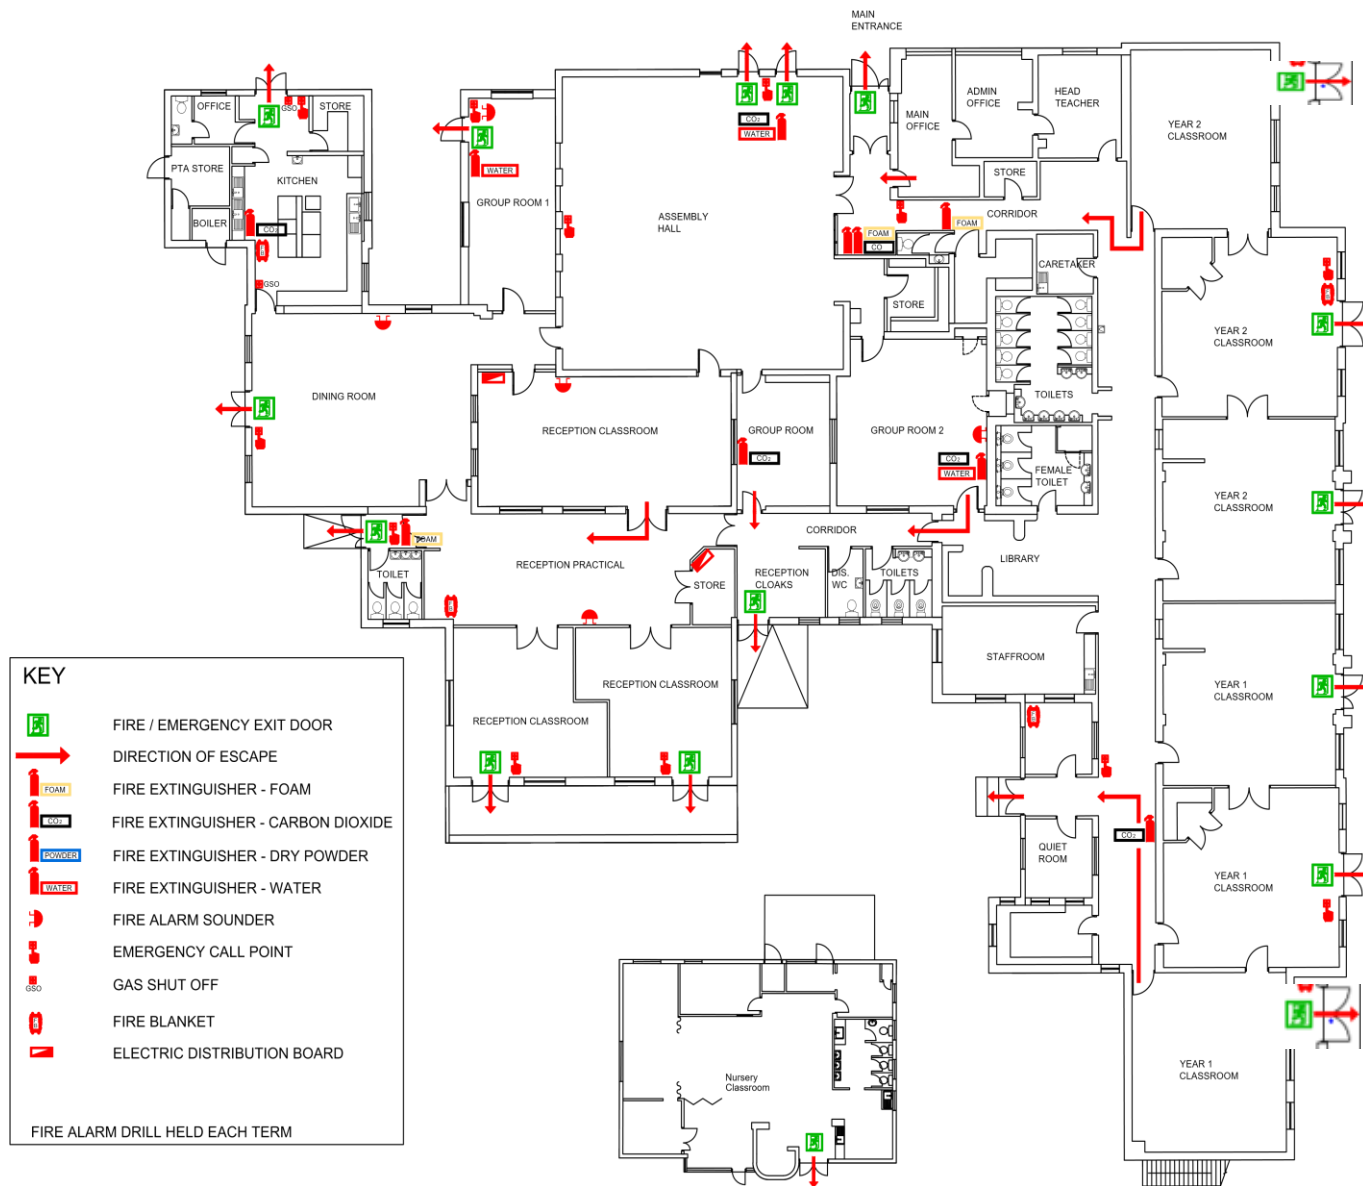 MAIN
ENTRANCE
OFFICE
GSO
STORE
PTA STORE
KITCHEN
BOILER
CO₂
GSO
WATER
GROUP ROOM 1
CO₂
WATER
ASSEMBLY
HALL
MAIN
OFFICE
ADMIN
OFFICE
HEAD
TEACHER
STORE
CORRIDOR
FOAM
FOAM
CO
YEAR 2
CLASSROOM
CARETAKER
STORE
YEAR 2
CLASSROOM
DINING ROOM
RECEPTION CLASSROOM
GROUP ROOM
CO₂
GROUP ROOM 2
CO₂
WATER
TOILETS
FEMALE
TOILET
YEAR 2
CLASSROOM
FOAM
TOILET
RECEPTION PRACTICAL
STORE
CORRIDOR
RECEPTION
CLOAKS
DIS.
WC
TOILETS
LIBRARY
STAFFROOM
RECEPTION CLASSROOM
RECEPTION CLASSROOM
YEAR 1
CLASSROOM
CO₂
QUIET
ROOM
YEAR 1
CLASSROOM
YEAR 1
CLASSROOM
Nursery
Classroom
KEY
FIRE / EMERGENCY EXIT DOOR
DIRECTION OF ESCAPE
FOAM
FIRE EXTINGUISHER - FOAM
CO₂
FIRE EXTINGUISHER - CARBON DIOXIDE
POWDER
FIRE EXTINGUISHER - DRY POWDER
WATER
FIRE EXTINGUISHER - WATER
FIRE ALARM SOUNDER
EMERGENCY CALL POINT
GSO
GAS SHUT OFF
FIRE BLANKET
ELECTRIC DISTRIBUTION BOARD
FIRE ALARM DRILL HELD EACH TERM